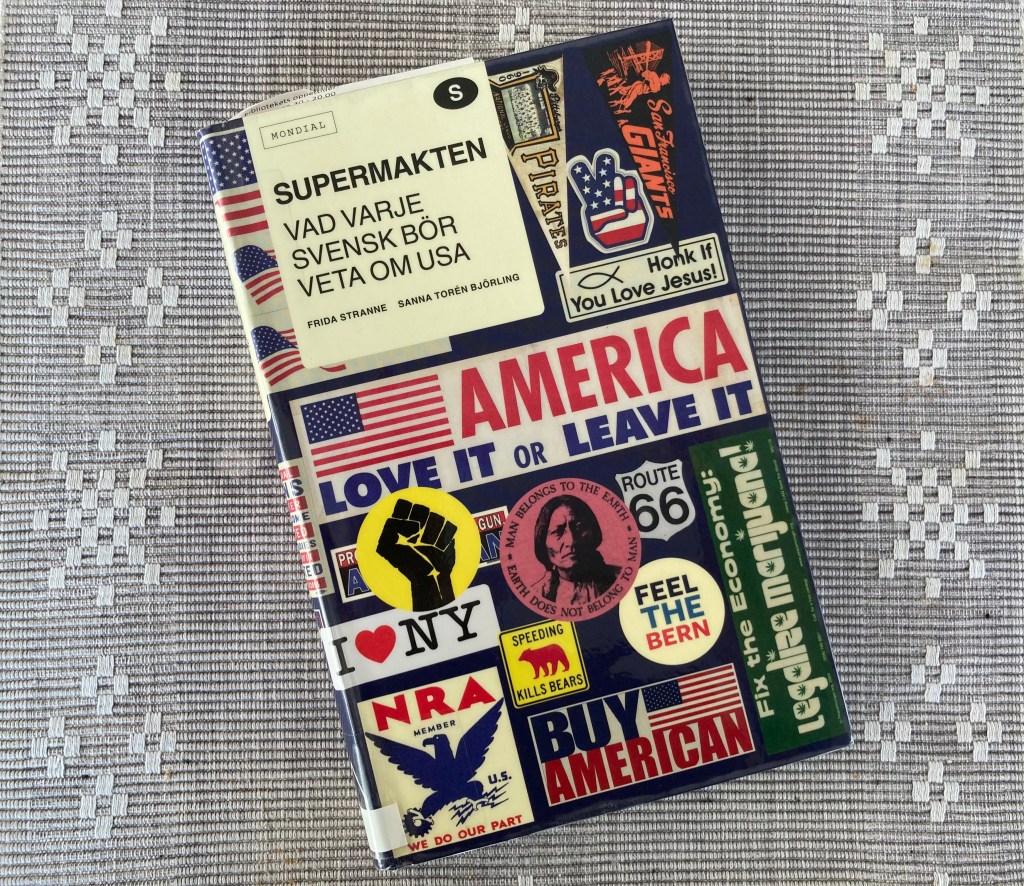 S
MONDIAL
SUPERMAKTEN
VAD VARJE
SVENSK BÖR
VETA OM USA
FRIDA STRANNE SANNA TORÉN BJÖRLING
1960
PIRATES
San Francisco
GIANTS
Honk If
You Love Jesus!
AMERICA
LOVE IT OR LEAVE IT
ROUTE
66
MAN BELONGS TO THE EARTH
EARTH DOES NOT BELONG TO MAN
GUN
I ♥ NY
SPEEDING
KILLS BEARS
FEEL
THE
BERN
Fix the Economy:
Legalize Marijuana!
NRA
MEMBER
U.S.
WE DO OUR PART
BUY
AMERICAN